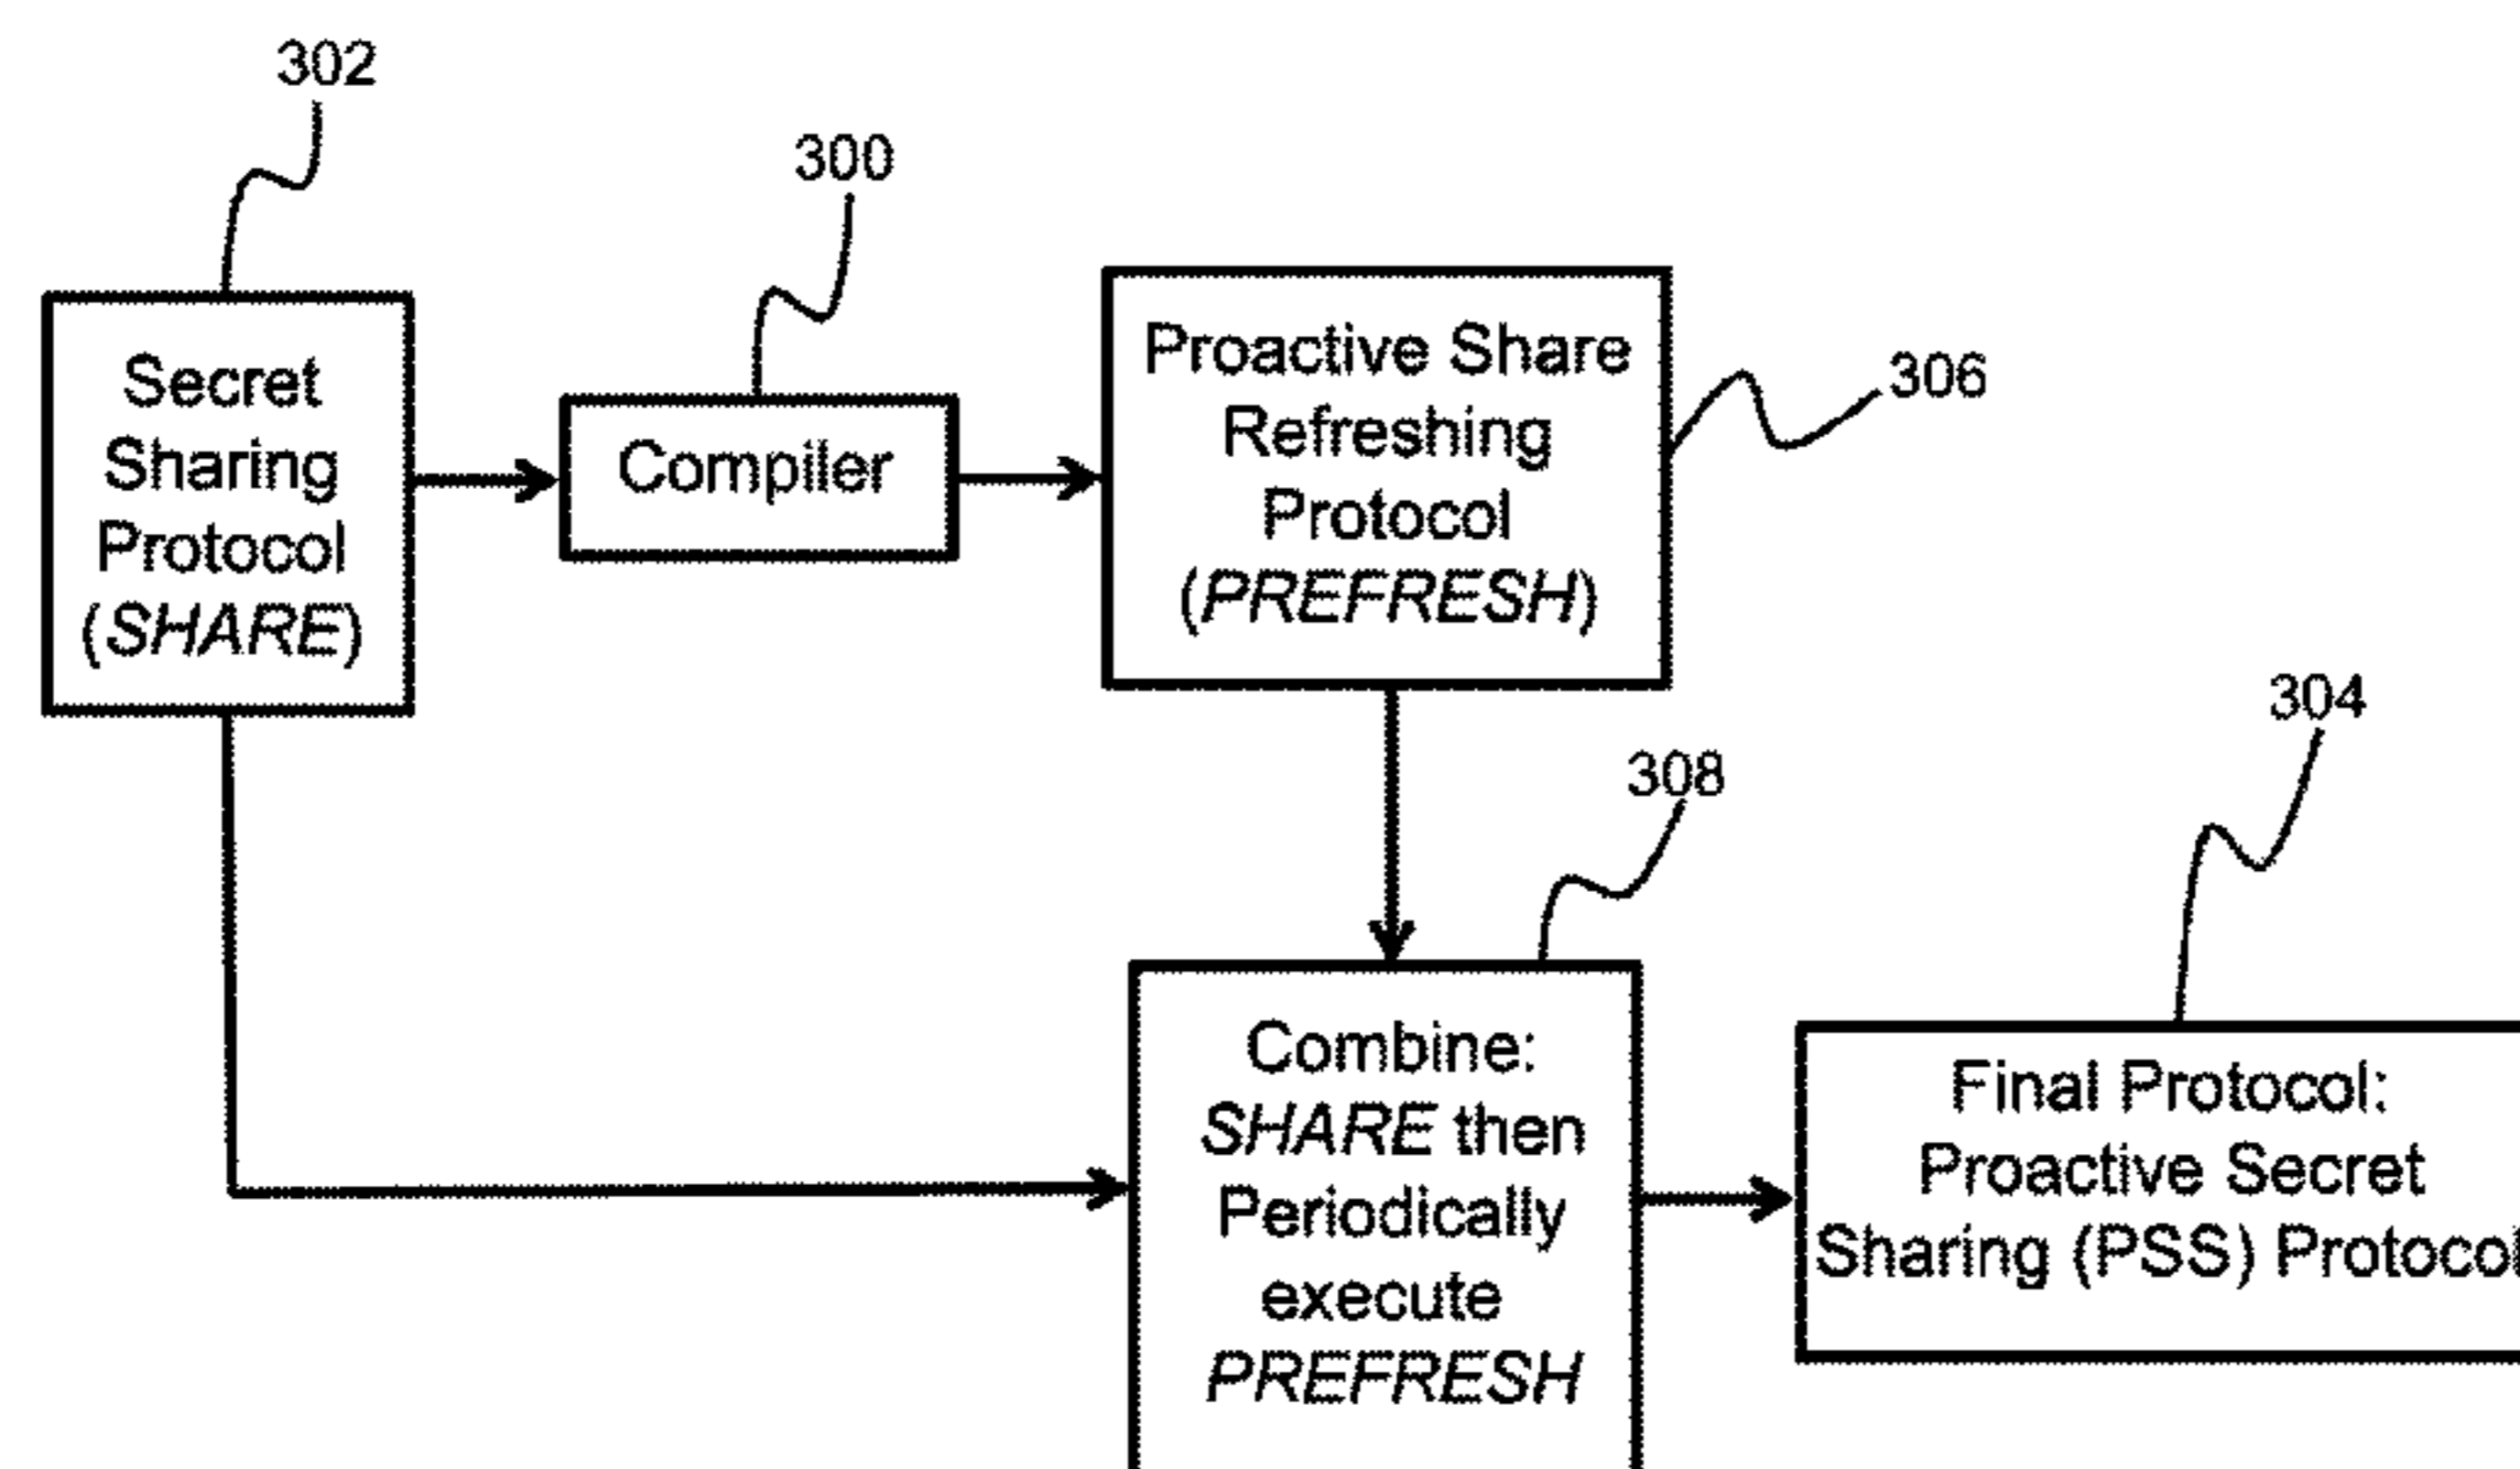 302
300
Secret
Sharing
Protocol
(SHARE)
Compiler
Proactive Share
Refreshing
Protocol
(PREFRESH)
306
308
304
Combine:
SHARE then
Periodically
execute
PREFRESH
Final Protocol:
Proactive Secret
Sharing (PSS) Protocol